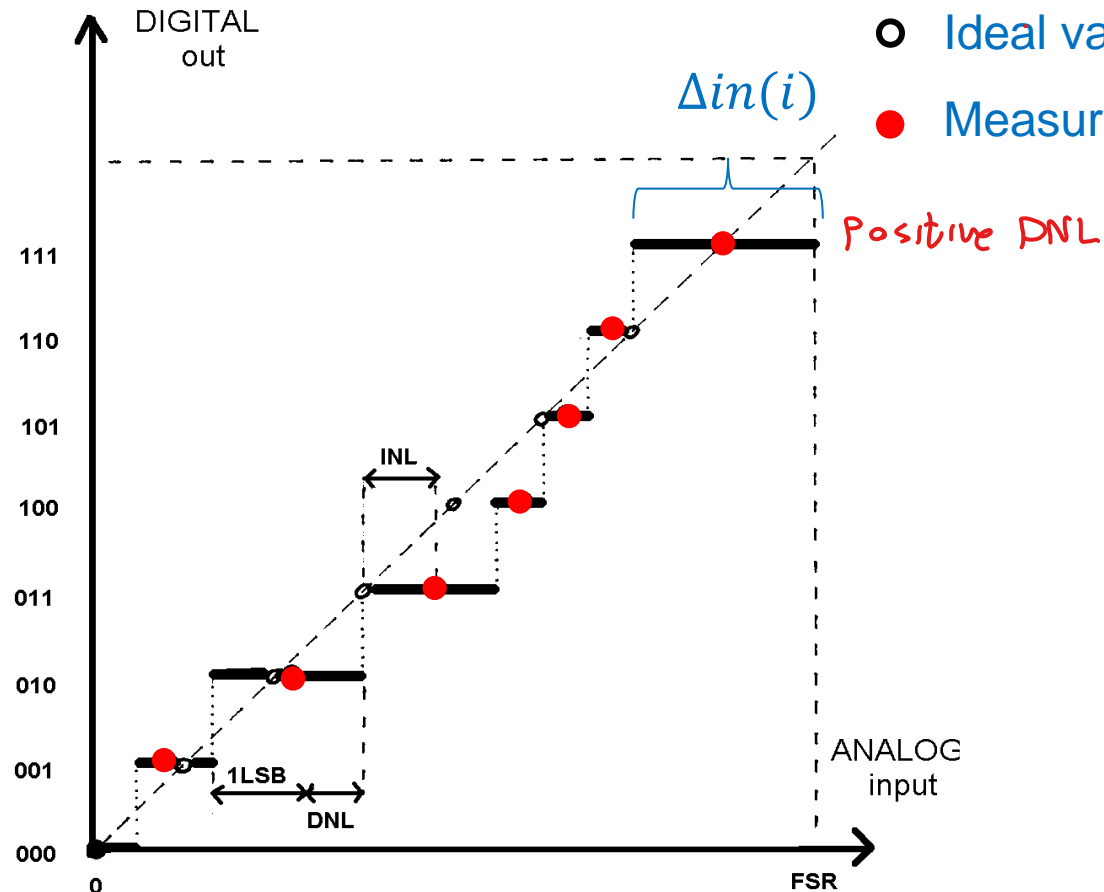 DIGITAL
out
Ideal va
Δin(i)
Measur
Positive DNL
111
110
101
INL
100
011
010
001
1LSB
DNL
ANALOG
input
000
0
FSR